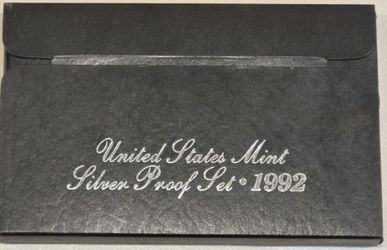 United States Mint
Silver Proof Set • 1992